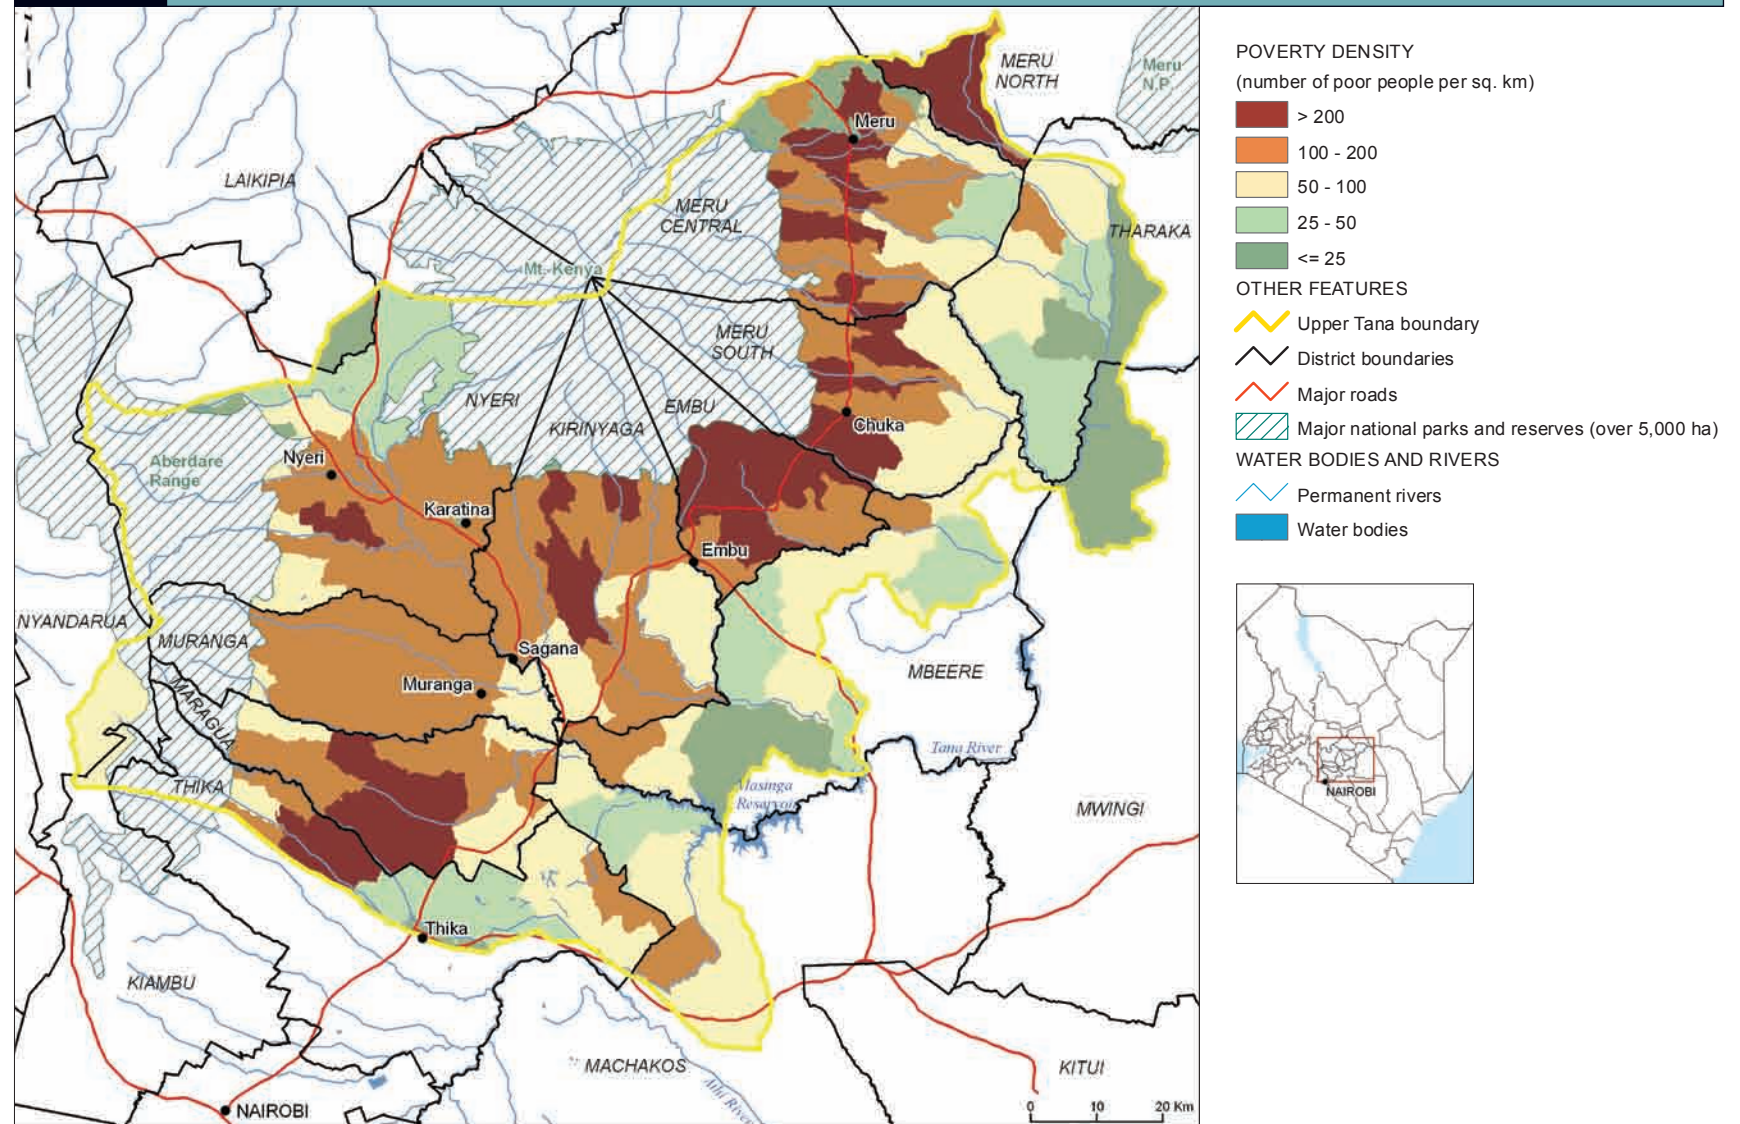 POVERTY DENSITY
(number of poor people per sq. km)
> 200
100 - 200
50 - 100
25 - 50
<= 25
OTHER FEATURES
Upper Tana boundary
District boundaries
Major roads
Major national parks and reserves (over 5,000 ha)
WATER BODIES AND RIVERS
Permanent rivers
Water bodies
NAIROBI
MERU
NORTH
Meru
N.P.
Meru
LAIKIPIA
MERU
CENTRAL
THARAKA
Mt. Kenya
MERU
SOUTH
NYERI
EMBU
KIRINYAGA
Chuka
Aberdare
Range
Nyeri
Karatina
Embu
NYANDARUA
MURANGA
Sagana
MBEERE
Muranga
MARAGUA
Tana River
THIKA
Masinga
Reservoir
MWINGI
Thika
KIAMBU
MACHAKOS
KITUI
Athi River
NAIROBI
0 10 20 Km